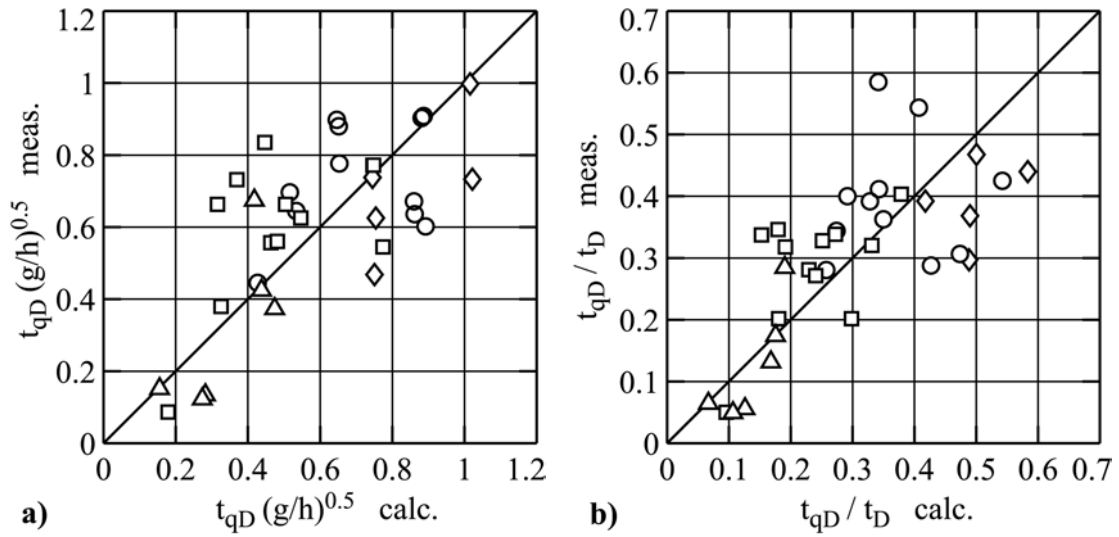 1.2
1
0.8
0.6
0.4
0.2
0
t_qD (g/h)^0.5 meas.
0 0.2 0.4 0.6 0.8 1 1.2
a) t_qD (g/h)^0.5 calc.
0.7
0.6
0.5
0.4
0.3
0.2
0.1
0
t_qD / t_D meas.
0 0.1 0.2 0.3 0.4 0.5 0.6 0.7
b) t_qD / t_D calc.